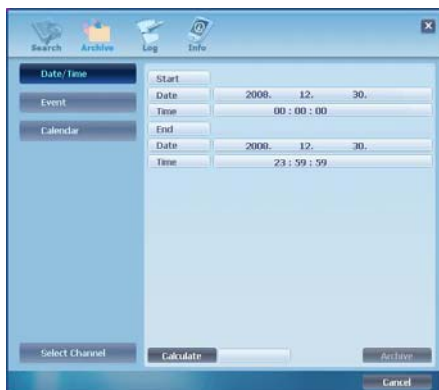 Search Archive Log Info
Date/Time
Event
Calendar
Select Channel
Start
Date 2008. 12. 30.
Time 00 : 00 : 00
End
Date 2008. 12. 30.
Time 23 : 59 : 59
Calculate Archive
Cancel